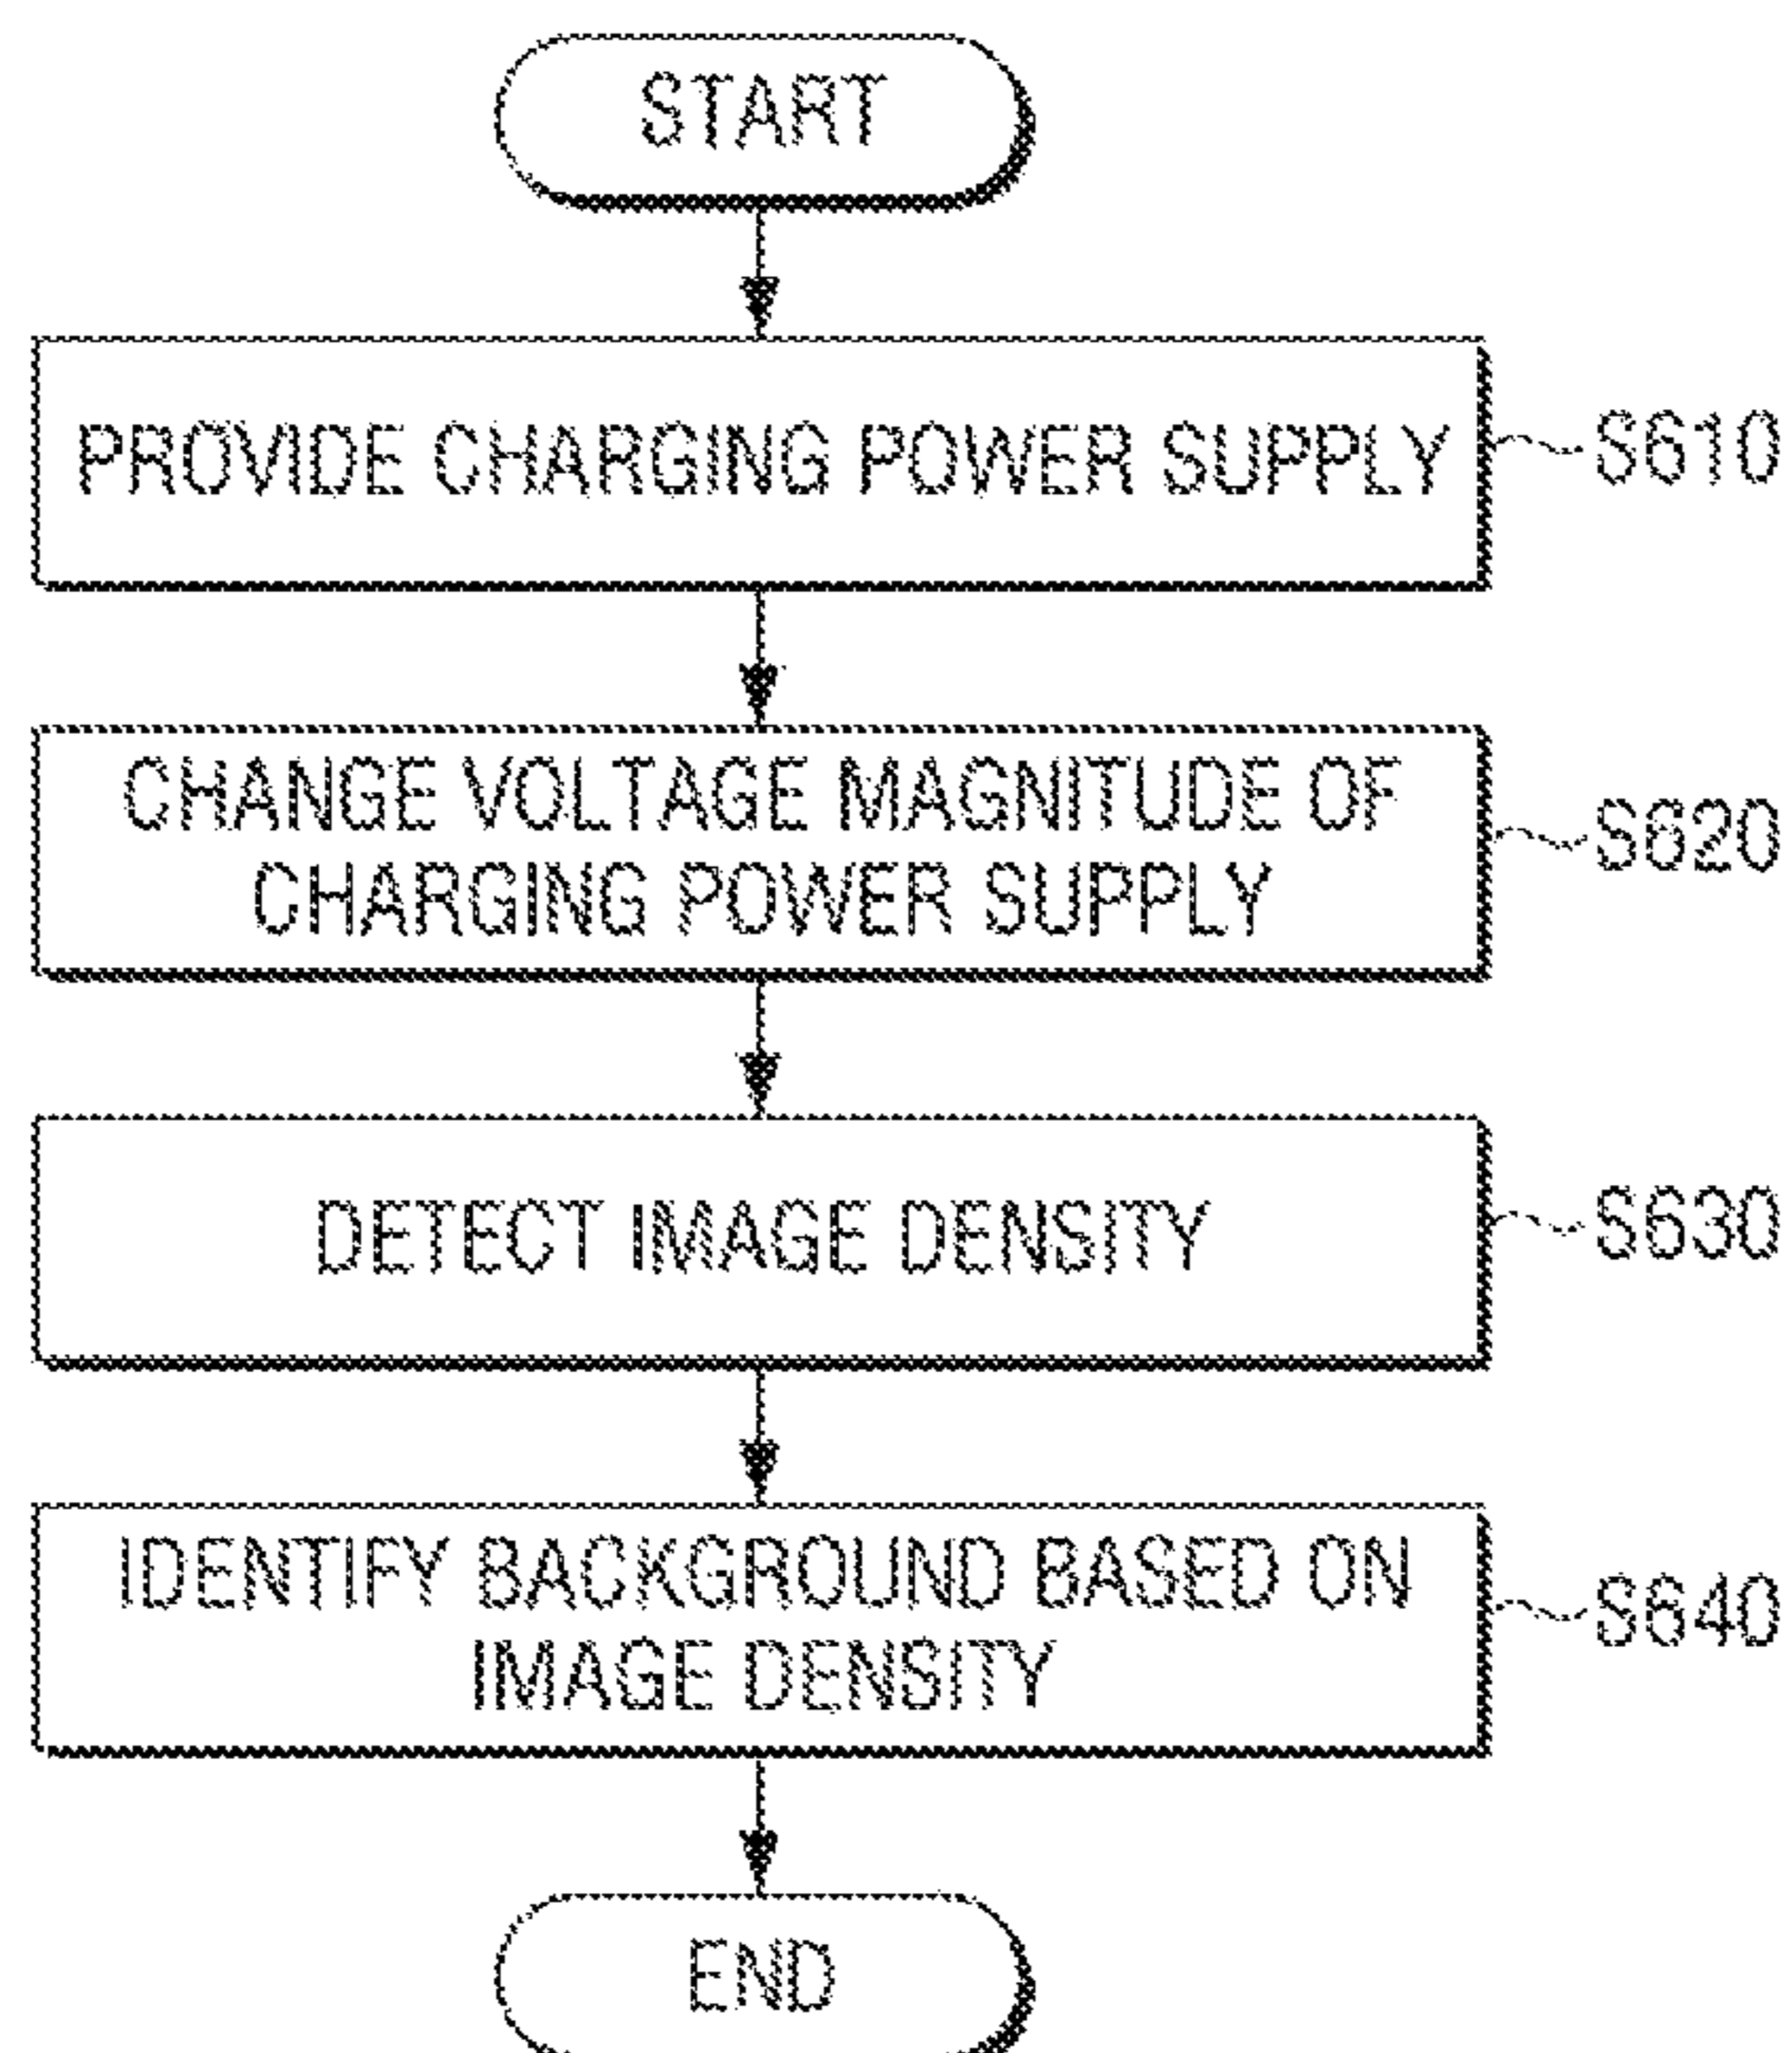 START
PROVIDE CHARGING POWER SUPPLY
S610
CHANGE VOLTAGE MAGNITUDE OF
CHARGING POWER SUPPLY
S620
DETECT IMAGE DENSITY
S630
IDENTIFY BACKGROUND BASED ON
IMAGE DENSITY
S640
END